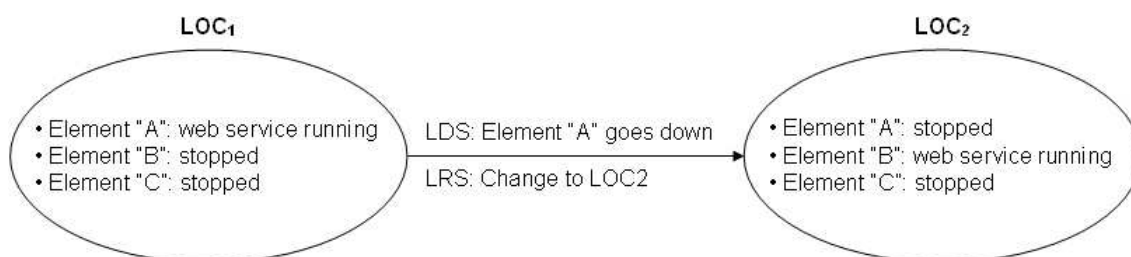 LOC₁
• Element "A": web service running
• Element "B": stopped
• Element "C": stopped
LDS: Element "A" goes down
LRS: Change to LOC2
LOC₂
• Element "A": stopped
• Element "B": web service running
• Element "C": stopped